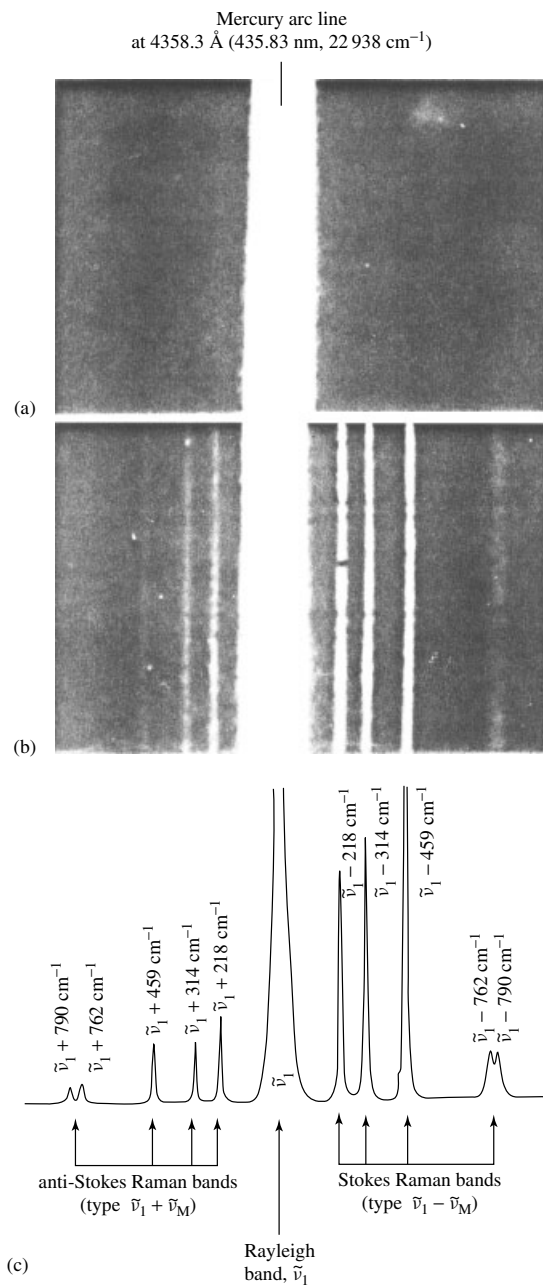 Mercury arc line
at 4358.3 Å (435.83 nm, 22 938 cm⁻¹)
(a)
(b)
ν̃₁ + 790 cm⁻¹
ν̃₁ + 762 cm⁻¹
ν̃₁ + 459 cm⁻¹
ν̃₁ + 314 cm⁻¹
ν̃₁ + 218 cm⁻¹
ν̃₁
ν̃₁ – 218 cm⁻¹
ν̃₁ – 314 cm⁻¹
ν̃₁ – 459 cm⁻¹
ν̃₁ – 762 cm⁻¹
ν̃₁ – 790 cm⁻¹
anti-Stokes Raman bands
(type ν̃₁ + ν̃M)
Stokes Raman bands
(type ν̃₁ – ν̃M)
Rayleigh
band, ν̃₁
(c)